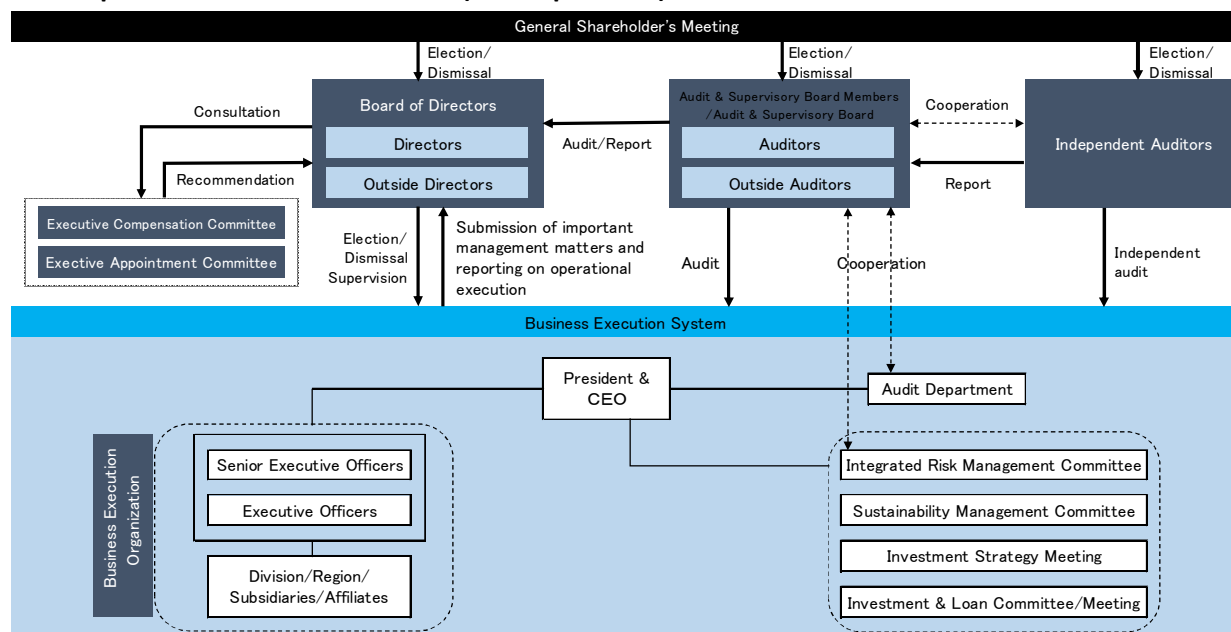 General Shareholder's Meeting
Election/
Dismissal
Election/
Dismissal
Election/
Dismissal
Board of Directors
Directors
Outside Directors
Audit & Supervisory Board Members
/Audit & Supervisory Board
Auditors
Outside Auditors
Independent Auditors
Consultation
Recommendation
Audit/Report
Cooperation
Report
Executive Compensation Committee
Exective Appointment Committee
Election/
Dismissal
Supervision
Submission of important
management matters and
reporting on operational
execution
Audit
Cooperation
Independent
audit
Business Execution System
President &
CEO
Audit Department
Business Execution
Organization
Senior Executive Officers
Executive Officers
Division/Region/
Subsidiaries/Affiliates
Integrated Risk Management Committee
Sustainability Management Committee
Investment Strategy Meeting
Investment & Loan Committee/Meeting